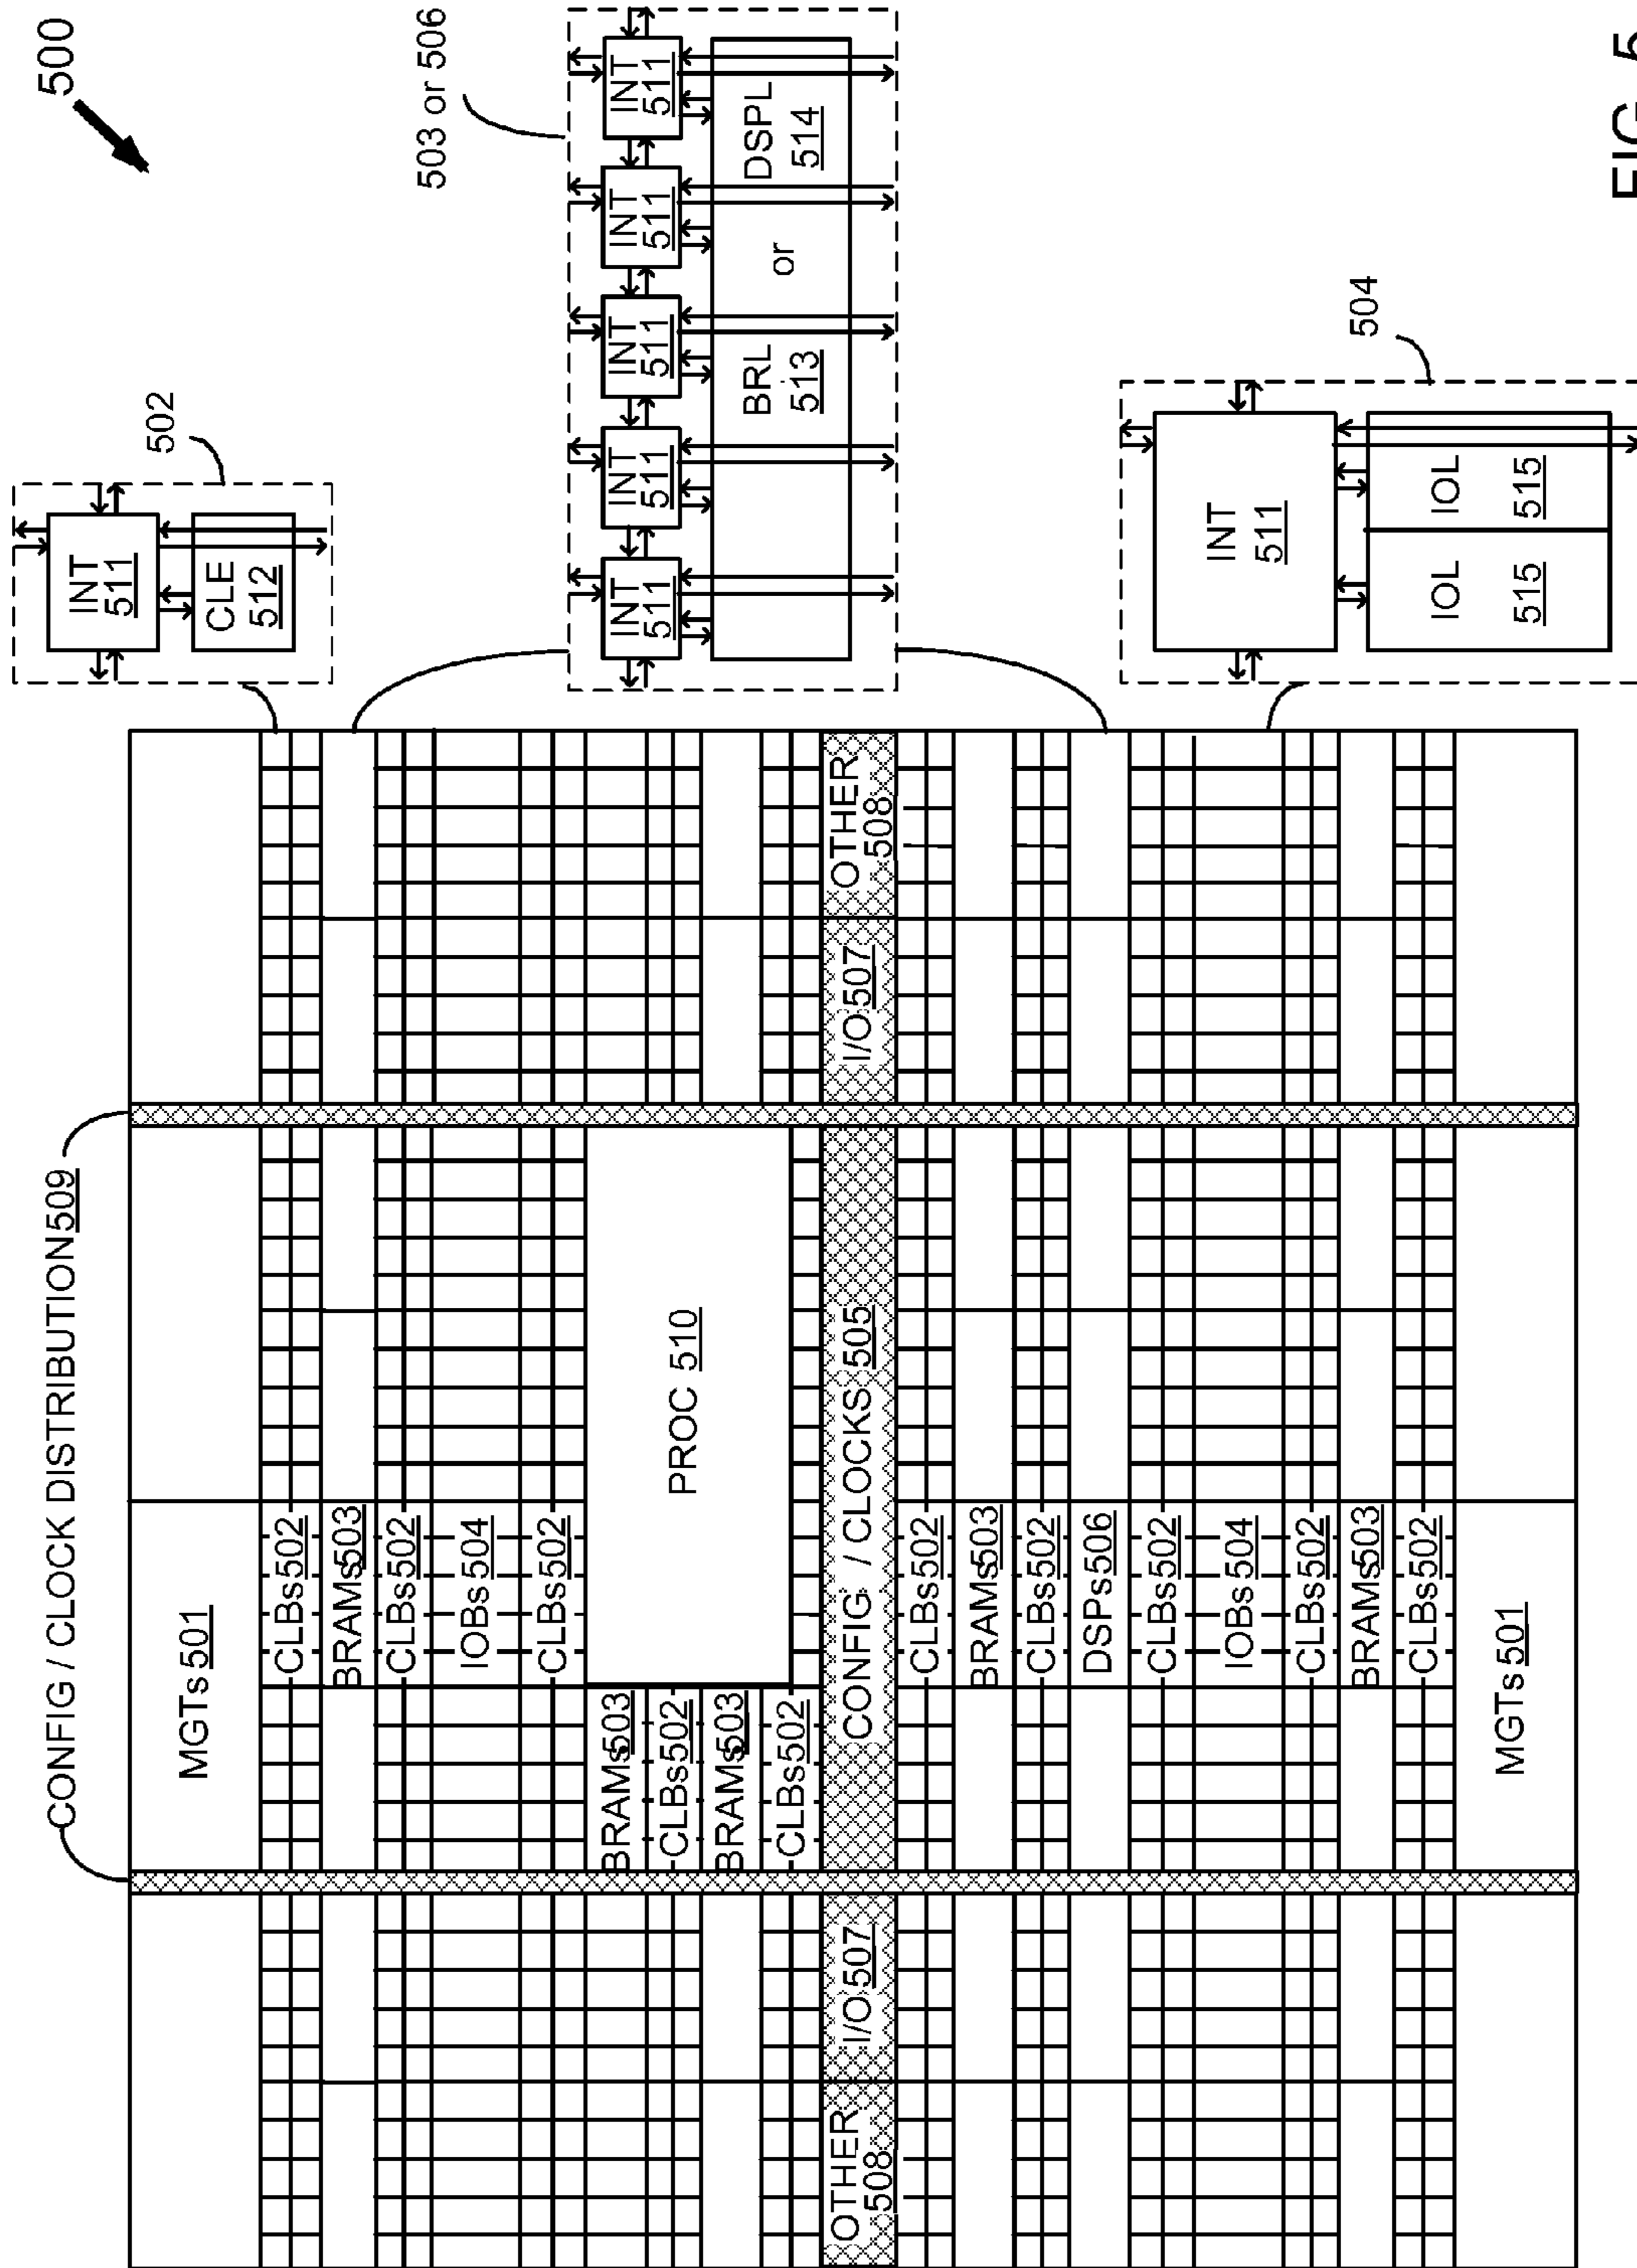 500
CONFIG / CLOCK DISTRIBUTION 509
MGTs 501
CLBs 502
BRAMs 503
CLBs 502
IOBs 504
CLBs 502
BRAMs 503
CLBs 502
BRAMs 503
CLBs 502
PROC 510
OTHER
508
I/O 507
CONFIG / CLOCKS 505
I/O 507
OTHER
508
CLBs 502
BRAMs 503
CLBs 502
DSPs 506
CLBs 502
IOBs 504
CLBs 502
BRAMs 503
CLBs 502
MGTs 501
502
INT
511
CLE
512
503 or 506
INT
511
INT
511
INT
511
INT
511
INT
511
BRL
513
or
DSPL
514
504
INT
511
IOL
515
IOL
515